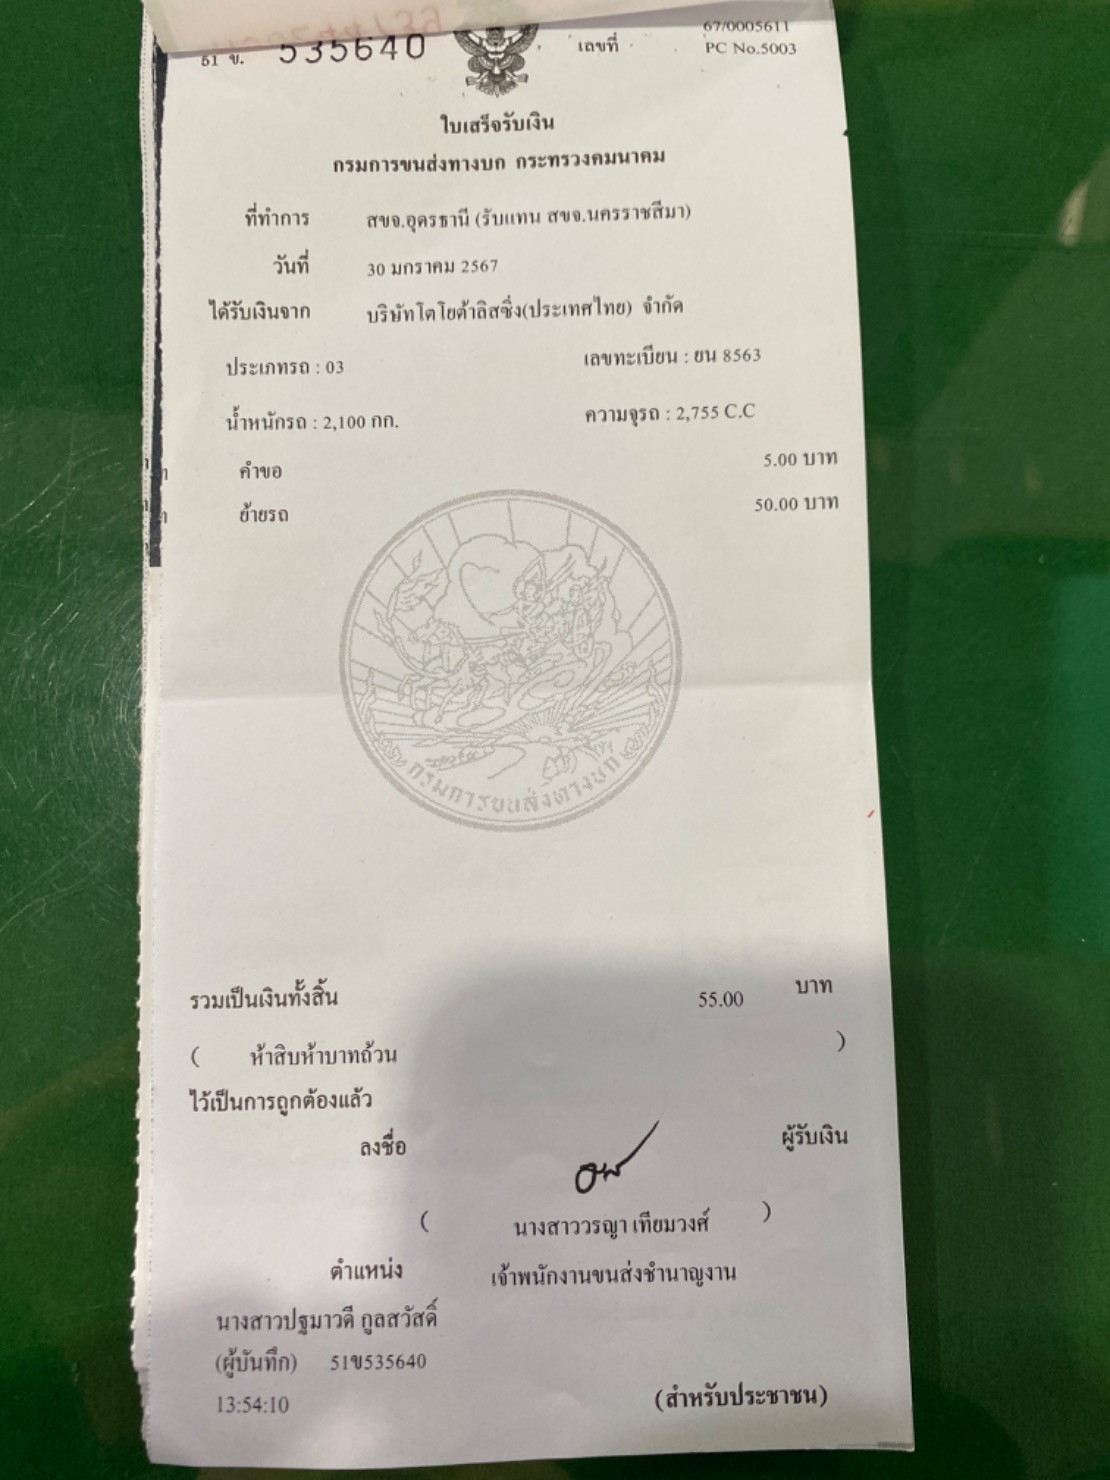 67/0005611
51 ข. 535640 เลขที่ PC No.5003
ใบเสร็จรับเงิน
กรมการขนส่งทางบก กระทรวงคมนาคม
ที่ทำการ สขจ.อุดรธานี (รับแทน สขจ.นครราชสีมา)
วันที่ 30 มกราคม 2567
ได้รับเงินจาก บริษัทโตโยต้าลิสซิ่ง(ประเทศไทย) จำกัด
ประเภทรถ : 03 เลขทะเบียน : ยน 8563
น้ำหนักรถ : 2,100 กก. ความจุรถ : 2,755 C.C
คำขอ 5.00 บาท
ย้ายรถ 50.00 บาท
กรมการขนส่งทางบก
รวมเป็นเงินทั้งสิ้น 55.00 บาท
( ห้าสิบห้าบาทถ้วน )
ไว้เป็นการถูกต้องแล้ว
ลงชื่อ ผู้รับเงิน
( นางสาววรญา เทียมวงศ์ )
ตำแหน่ง เจ้าพนักงานขนส่งชำนาญงาน
นางสาวปฐมาวดี กูลสวัสดิ์
(ผู้บันทึก) 51ข535640
13:54:10 (สำหรับประชาชน)